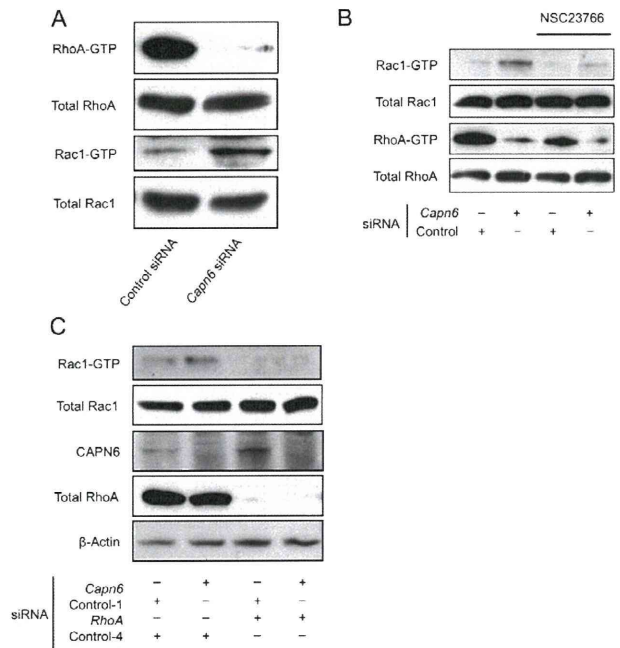 A
RhoA-GTP
Total RhoA
Rac1-GTP
Total Rac1
Control siRNA
Capn6 siRNA
B
NSC23766
Rac1-GTP
Total Rac1
RhoA-GTP
Total RhoA
siRNA
Capn6 – + – +
Control + – + –
C
Rac1-GTP
Total Rac1
CAPN6
Total RhoA
β-Actin
siRNA
Capn6 – + – +
Control-1 + – + –
RhoA – – + +
Control-4 + + – –